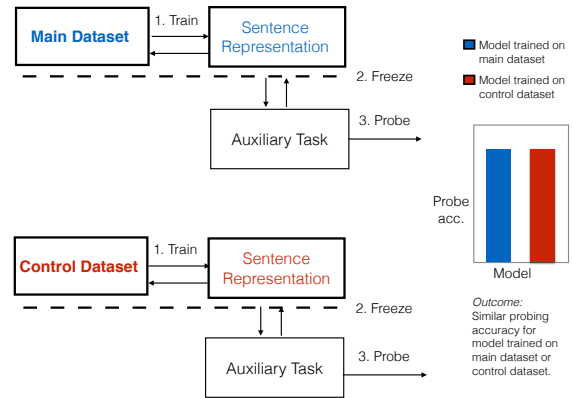 1. Train
Main Dataset
Sentence
Representation
2. Freeze
Auxiliary Task
3. Probe
Model trained on
main dataset
Model trained on
control dataset
Probe
acc.
Model
1. Train
Control Dataset
Sentence
Representation
2. Freeze
Auxiliary Task
3. Probe
Outcome:
Similar probing
accuracy for
model trained on
main dataset or
control dataset.